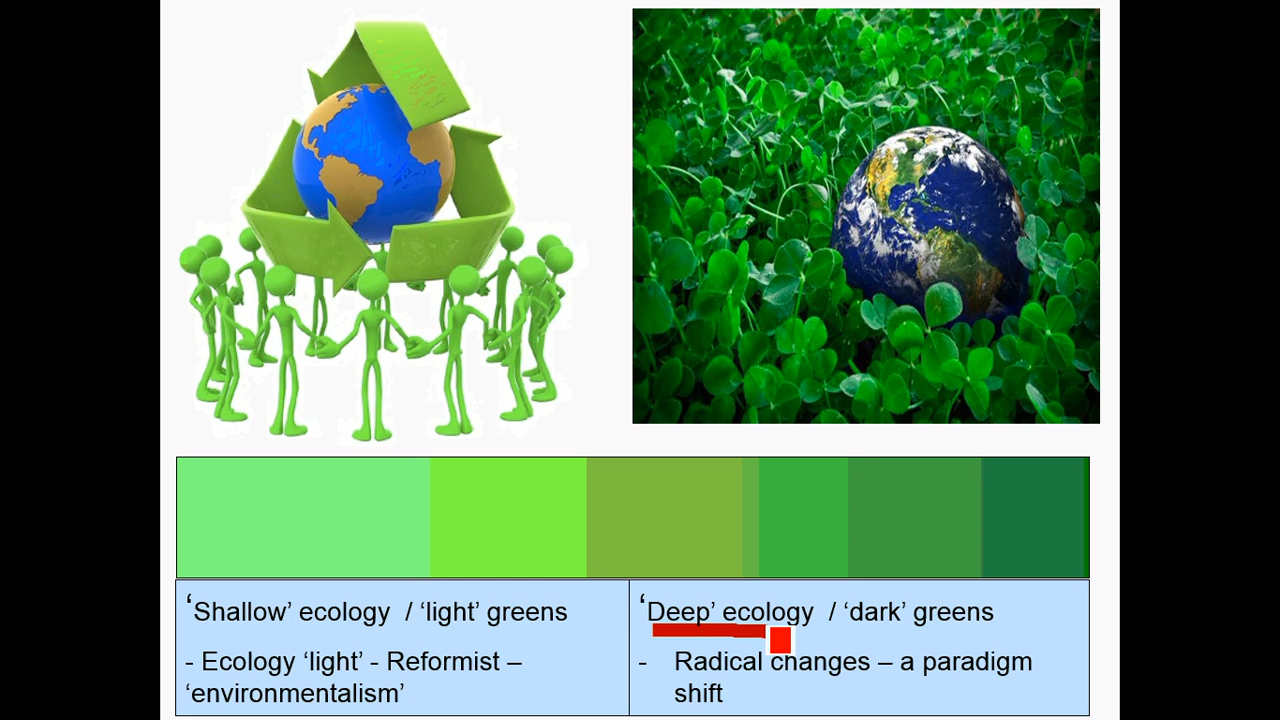 ‘Shallow’ ecology / ‘light’ greens
- Ecology ‘light’ - Reformist –
‘environmentalism’
‘Deep’ ecology / ‘dark’ greens
- Radical changes – a paradigm
shift